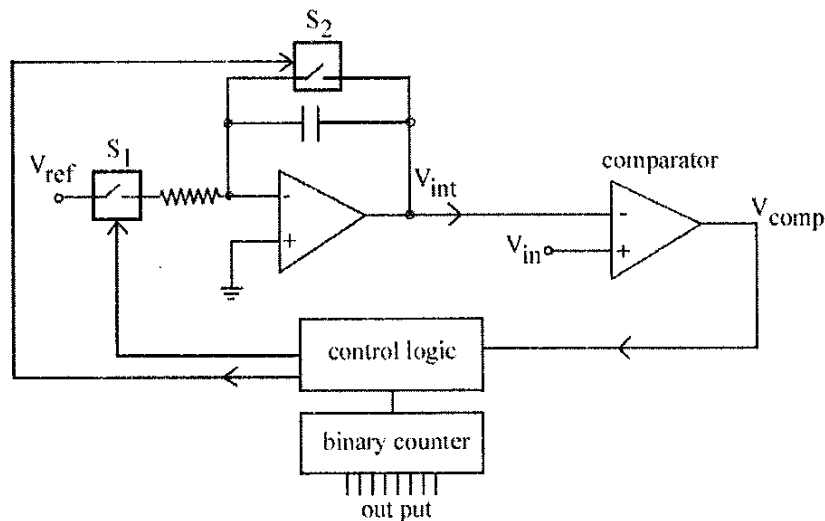 S2
S1
Vref
-
+
Vint
comparator
-
Vin
+
Vcomp
control logic
binary counter
out put